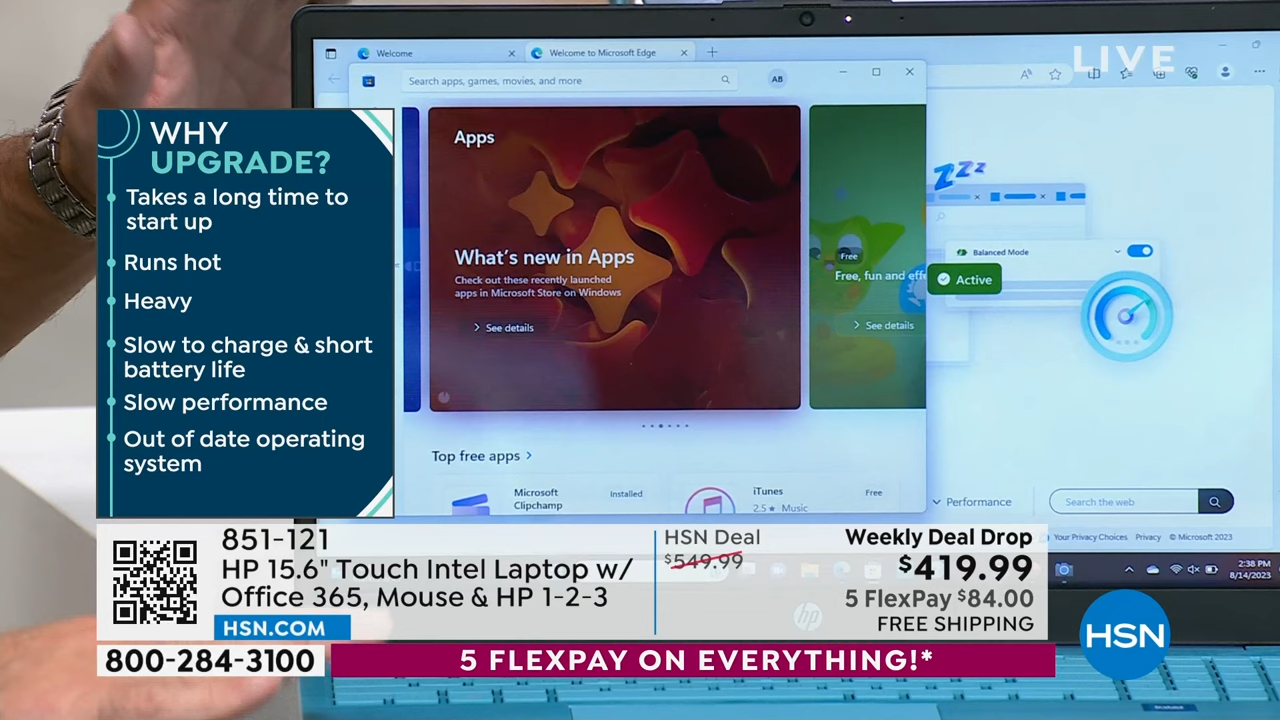 LIVE
Welcome
Welcome to Microsoft Edge
Search apps, games, movies, and more
AB
WHY
UPGRADE?
Takes a long time to
start up
Runs hot
Heavy
Slow to charge & short
battery life
Slow performance
Out of date operating
system
Apps
What's new in Apps
Check out these recently launched
apps in Microsoft Store on Windows
See details
Free
Free, fun and effe
See details
ZZZ
Balanced Mode
Active
Top free apps
Microsoft
Clipchamp
Installed
iTunes
2.5★ Music
Free
Performance
Search the web
Your Privacy Choices Privacy © Microsoft 2023
2:38 PM
8/14/2023
hp
851-121
HP 15.6" Touch Intel Laptop w/
Office 365, Mouse & HP 1-2-3
HSN.COM
HSN Deal
$549.99
Weekly Deal Drop
$419.99
5 FlexPay $84.00
FREE SHIPPING
HSN
800-284-3100
5 FLEXPAY ON EVERYTHING!*